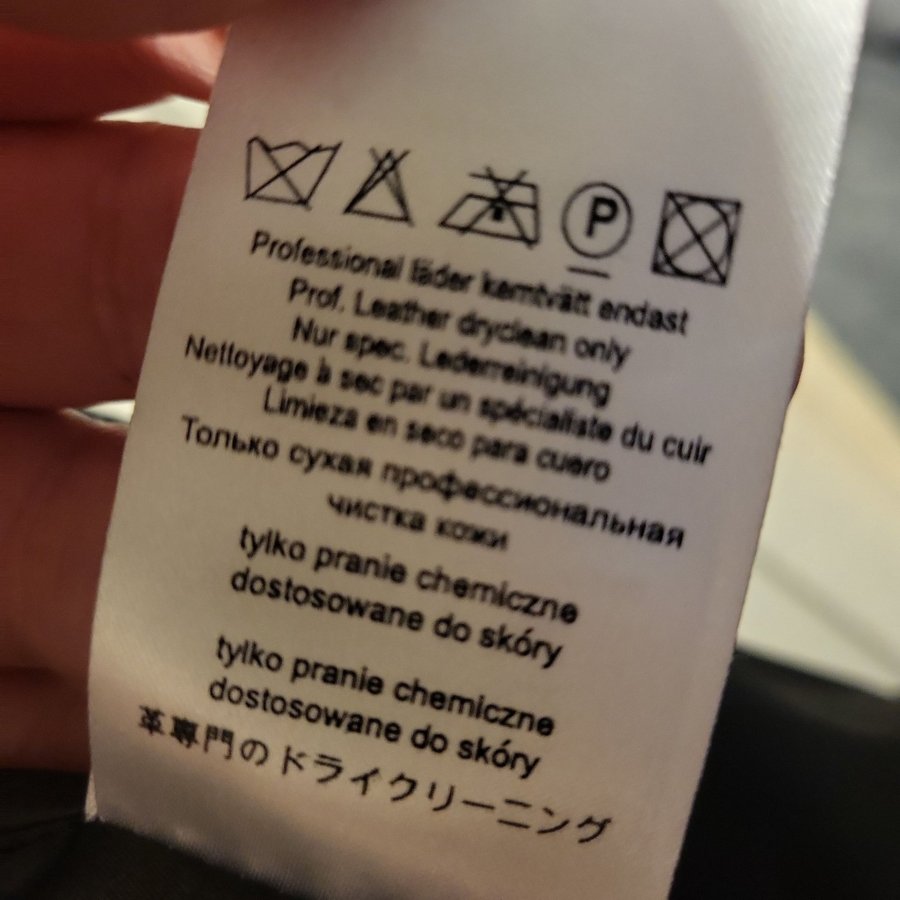 P
Professional läder kemtvätt endast
Prof. Leather dryclean only
Nur spec. Lederreinigung
Nettoyage à sec par un spécialiste du cuir
Limieza en seco para cuero
Только сухая профессиональная
чистка кожи
tylko pranie chemiczne
dostosowane do skóry
tylko pranie chemiczne
dostosowane do skóry
革専門のドライクリーニング